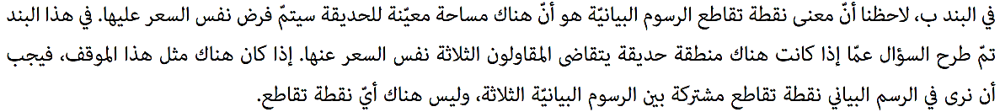 في البند ب، لاحظنا أنّ معنى نقطة تقاطع الرسوم البيانيّة هو أنّ هناك مساحة معيّنة للحديقة سيتمّ فرض نفس السعر عليها. في هذا البند
تمّ طرح السؤال عمّا إذا كانت هناك منطقة حديقة يتقاضى المقاولون الثلاثة نفس السعر عنها. إذا كان هناك مثل هذا الموقف، فيجب
أن نرى في الرسم البياني نقطة تقاطع مشتركة بين الرسوم البيانيّة الثلاثة، وليس هناك أيّ نقطة تقاطع.